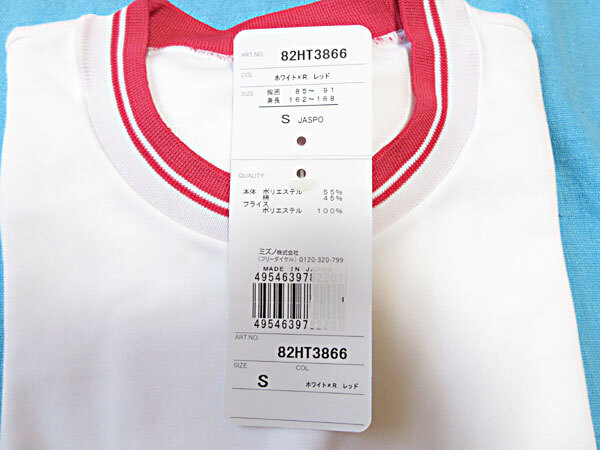 ART.NO. 82HT3866
COL. ホワイト×R．レッド
SIZE 胸囲 85〜 91
身長 162〜168
S JASPO
QUALITY
本体 ポリエステル 55%
綿 45%
フライス
ポリエステル 100%
ミズノ株式会社
(フリーダイヤル) 0120-320-799
MADE IN JAPAN
4954639782201
4954639782201
ART.NO. 82HT3866
SIZE COL.
S ホワイト×R．レッド